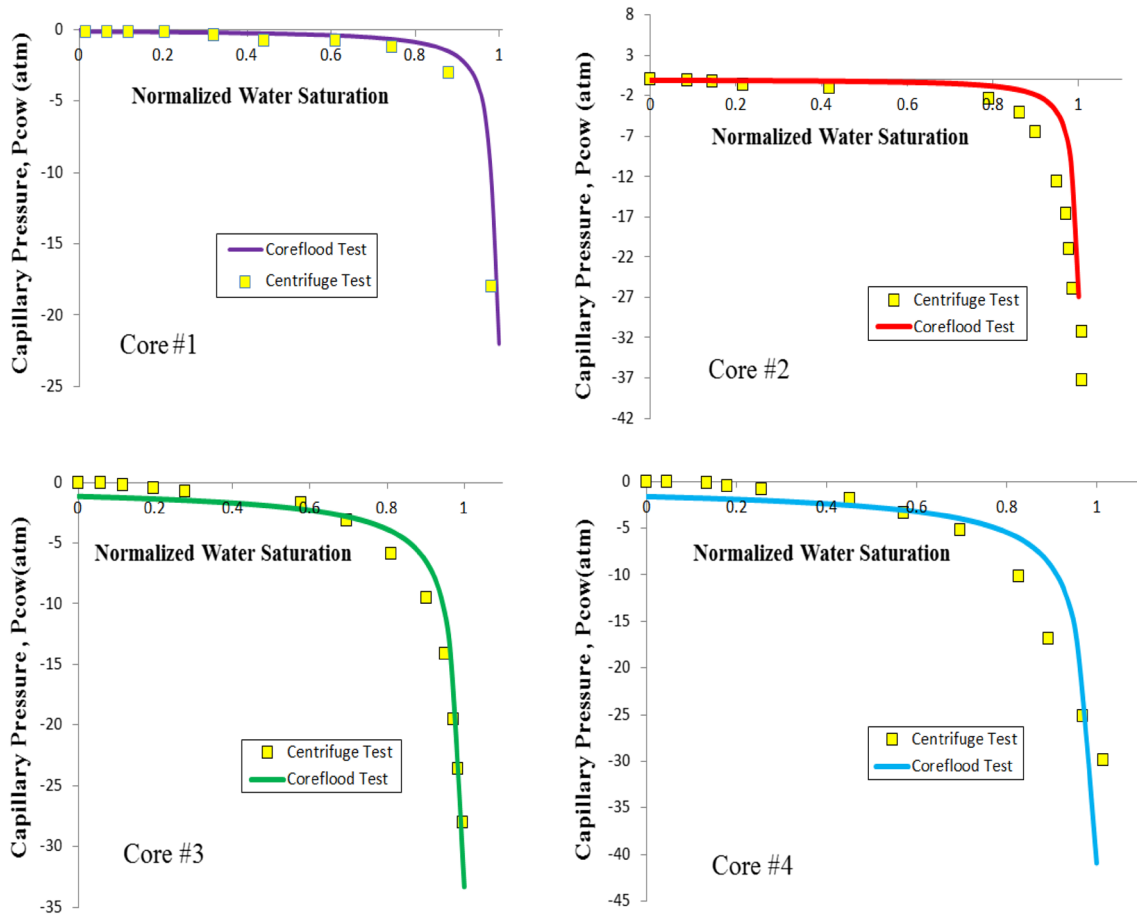 Capillary Pressure, Pcow (atm)
0
-5
-10
-15
-20
-25
0 0.2 0.4 0.6 0.8 1
Normalized Water Saturation
Coreflood Test
Centrifuge Test
Core #1
Capillary Pressure, Pcow (atm)
8
3
-2
-7
-12
-17
-22
-27
-32
-37
-42
0 0.2 0.4 0.6 0.8 1
Normalized Water Saturation
Centrifuge Test
Coreflood Test
Core #2
Capillary Pressure , Pcow(atm)
0
-5
-10
-15
-20
-25
-30
-35
0 0.2 0.4 0.6 0.8 1
Normalized Water Saturation
Centrifuge Test
Coreflood Test
Core #3
Capillary Pressure, Pcow(atm)
0
-5
-10
-15
-20
-25
-30
-35
-40
-45
0 0.2 0.4 0.6 0.8 1
Normalized Water Saturation
Centrifuge Test
Coreflood Test
Core #4